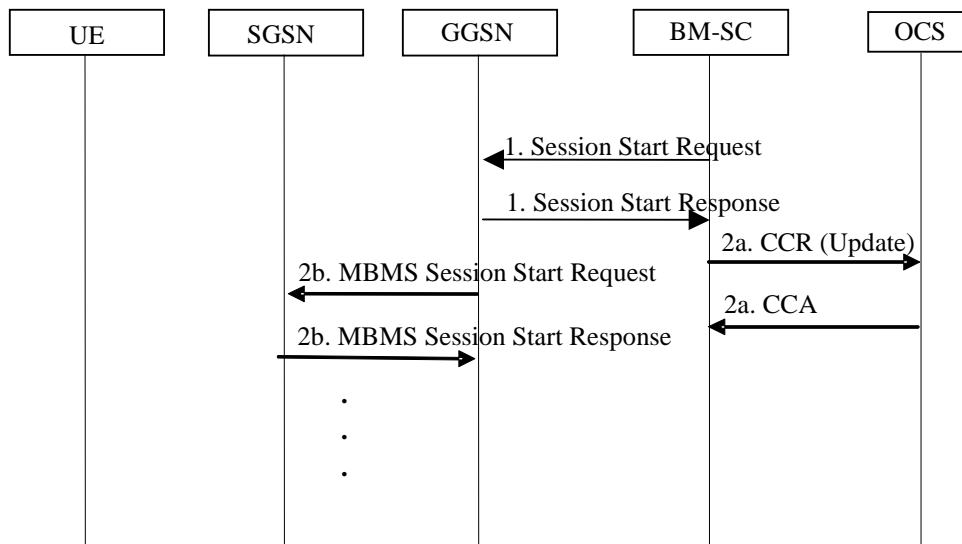 UE
SGSN
GGSN
BM-SC
OCS
1. Session Start Request
1. Session Start Response
2a. CCR (Update)
2b. MBMS Session Start Request
2a. CCA
2b. MBMS Session Start Response
.
.
.